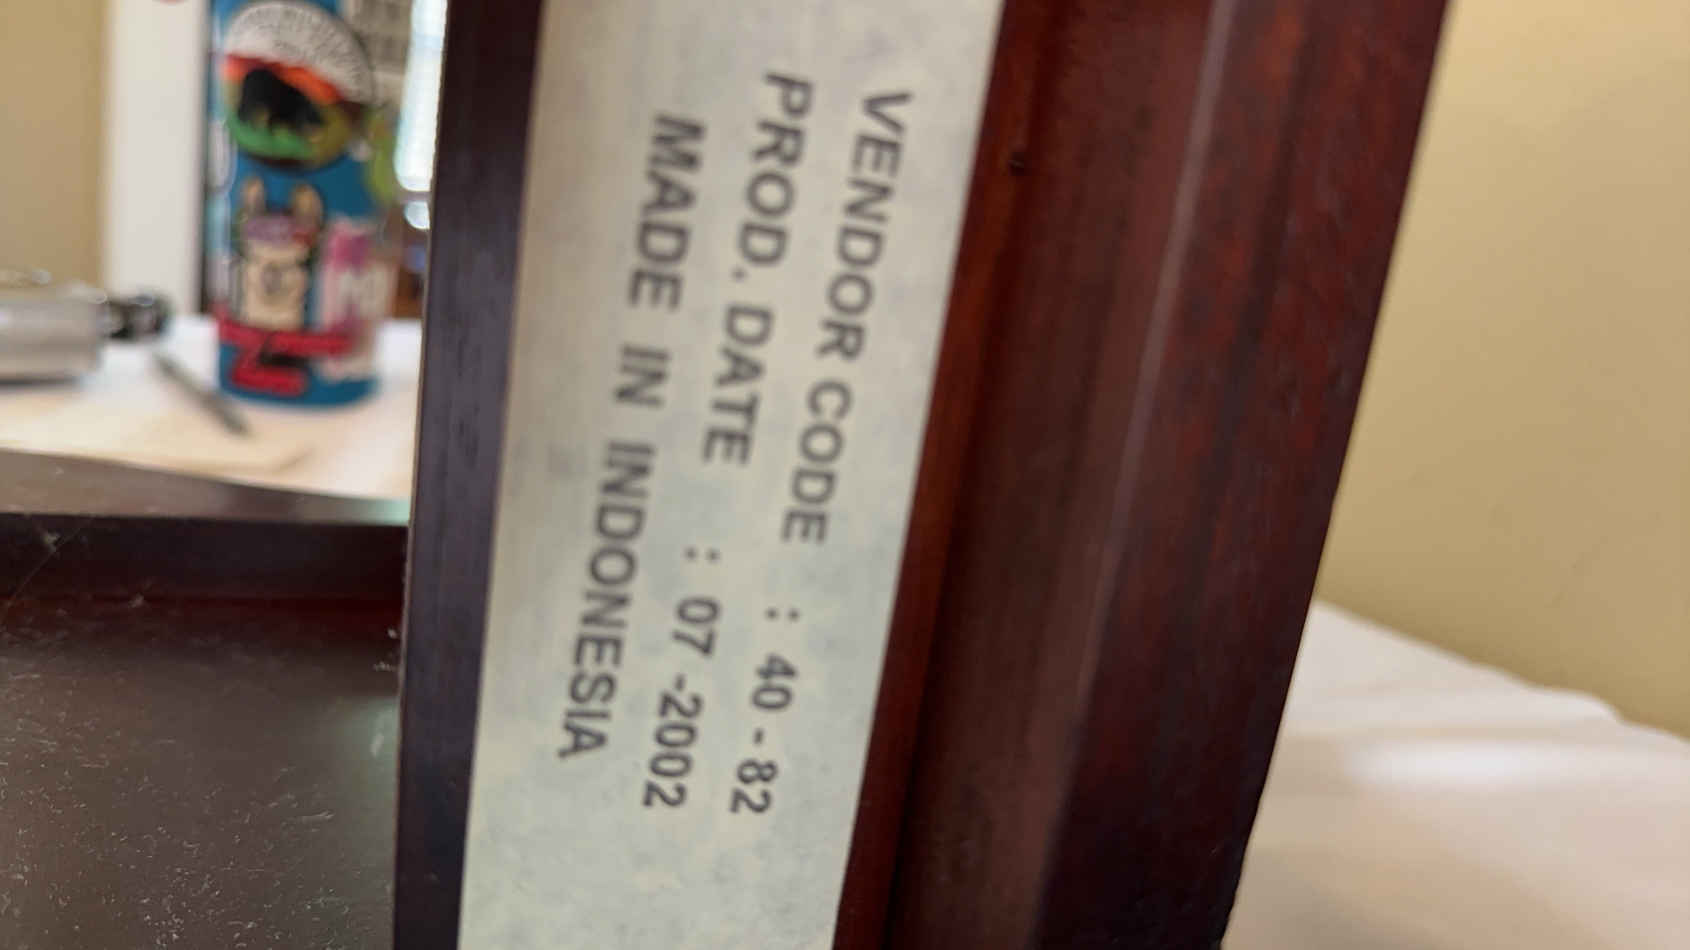 VENDOR CODE : 40 - 82
PROD. DATE : 07 -2002
MADE IN INDONESIA